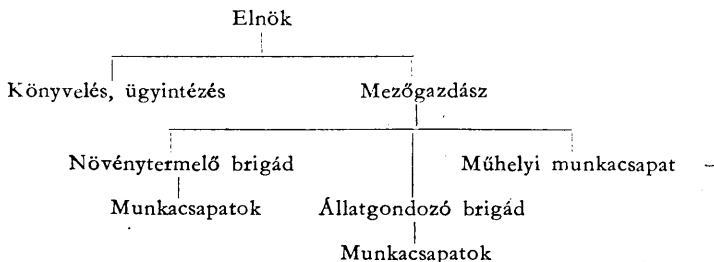 Elnök
Könyvelés, ügyintézés Mezőgazdász
Növénytermelő brigád Műhelyi munkacsapat
Munkacsapatok Állatgondozó brigád
Munkacsapatok